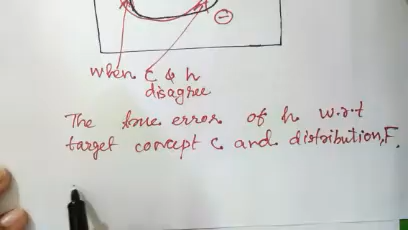 −
when C & h
disagree
The true error of h w.r.t
target concept c and distribution, F.